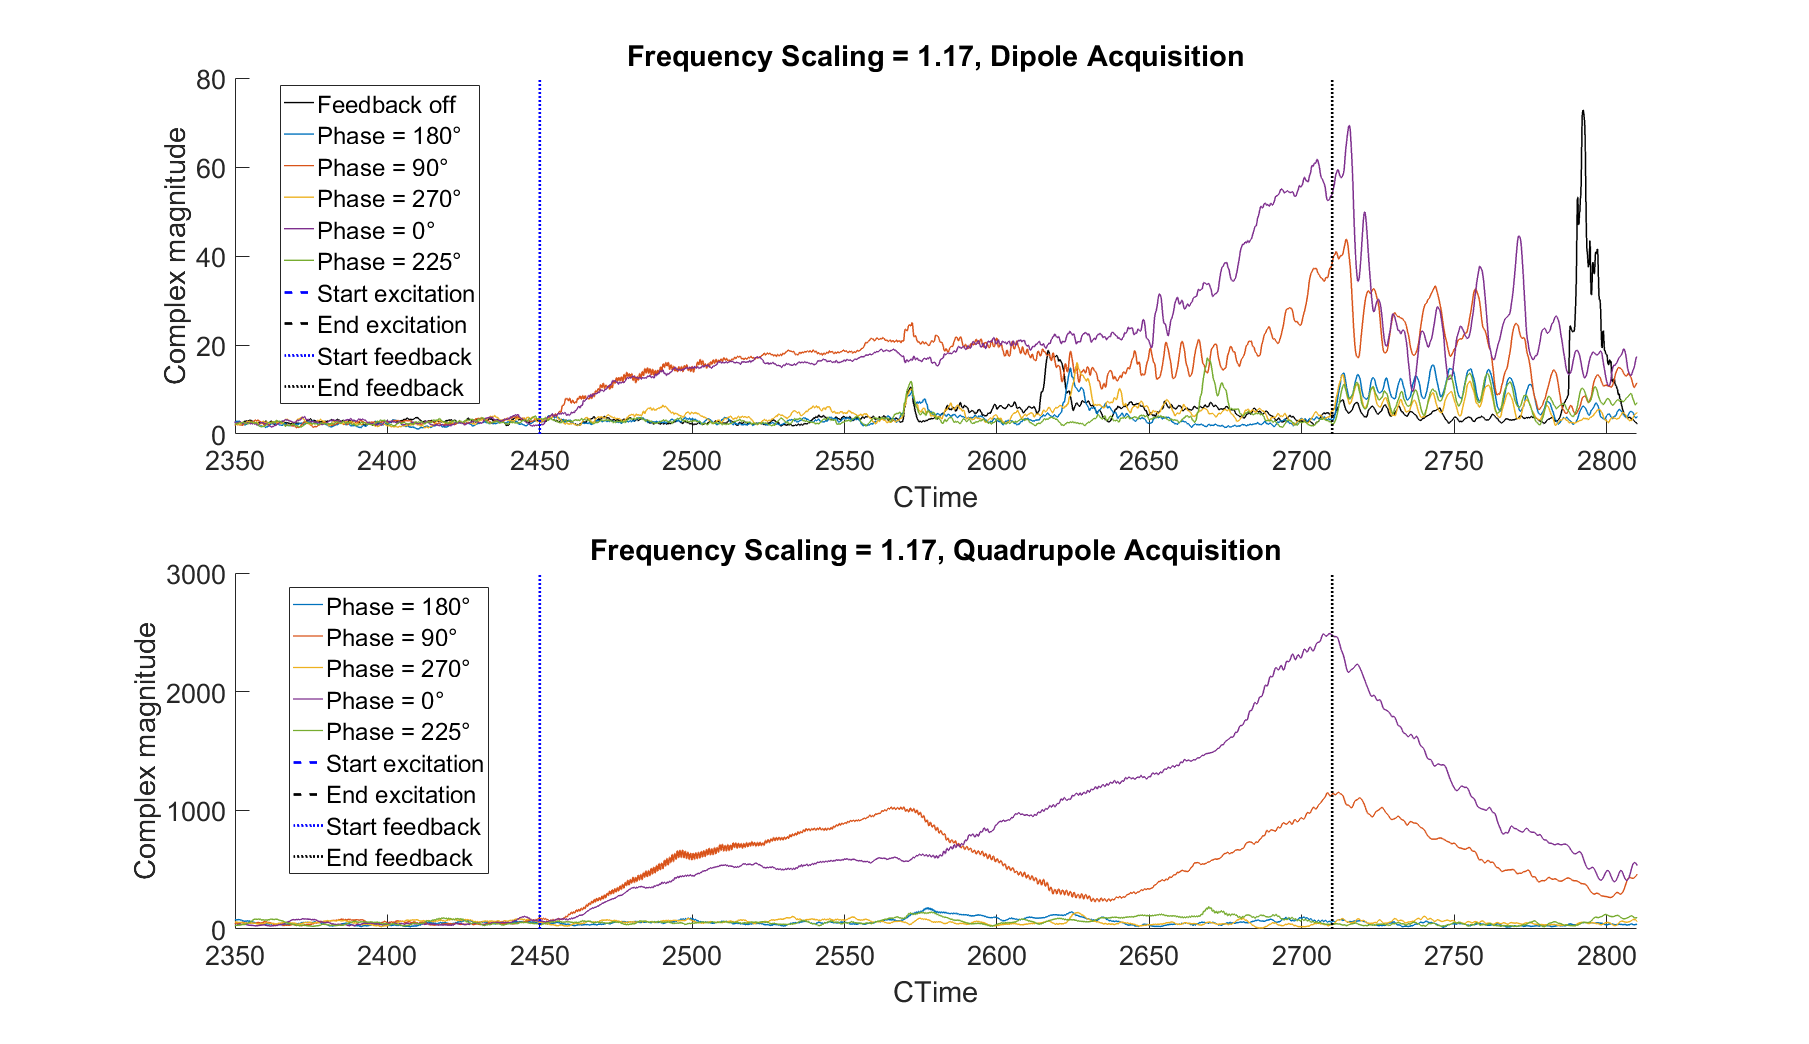 Frequency Scaling = 1.17, Dipole Acquisition
80
60
40
20
0
Complex magnitude
Feedback off
Phase = 180°
Phase = 90°
Phase = 270°
Phase = 0°
Phase = 225°
Start excitation
End excitation
Start feedback
End feedback
2350 2400 2450 2500 2550 2600 2650 2700 2750 2800
CTime
Frequency Scaling = 1.17, Quadrupole Acquisition
3000
2000
1000
0
Complex magnitude
Phase = 180°
Phase = 90°
Phase = 270°
Phase = 0°
Phase = 225°
Start excitation
End excitation
Start feedback
End feedback
2350 2400 2450 2500 2550 2600 2650 2700 2750 2800
CTime